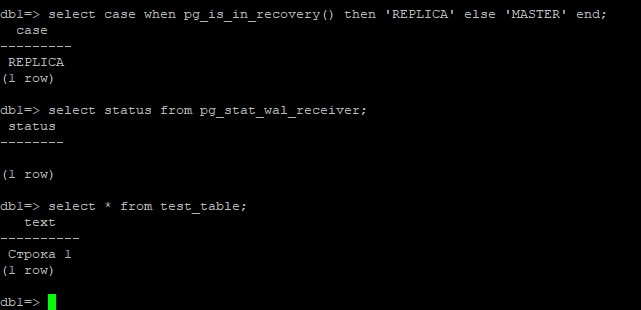 db1=> select case when pg_is_in_recovery() then 'REPLICA' else 'MASTER' end;
  case
---------
 REPLICA
(1 row)

db1=> select status from pg_stat_wal_receiver;
 status
--------

(1 row)

db1=> select * from test_table;
   text
----------
 Строка 1
(1 row)

db1=>